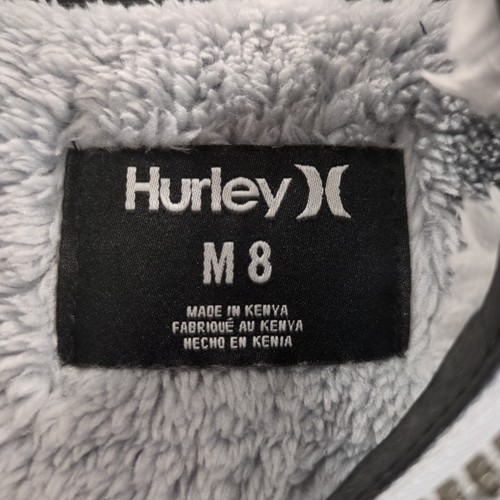 Hurley
M 8
MADE IN KENYA
FABRIQUÉ AU KENYA
HECHO EN KENIA